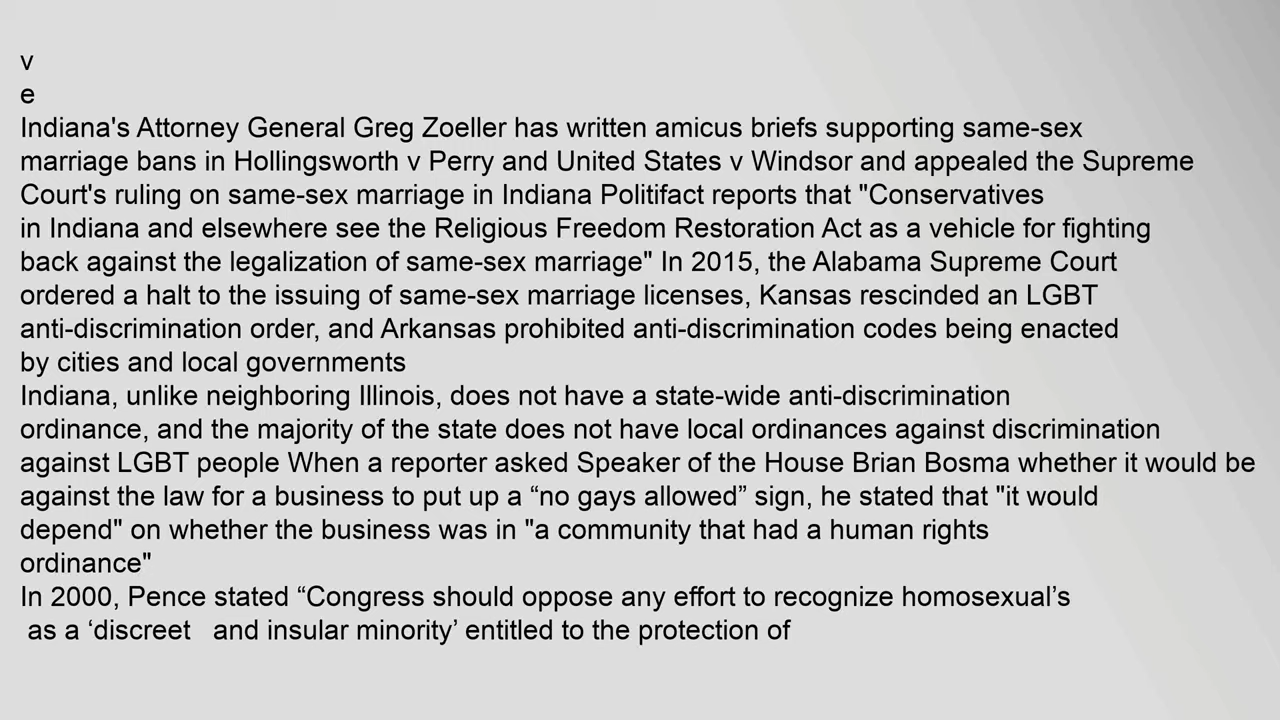 v
e
Indiana's Attorney General Greg Zoeller has written amicus briefs supporting same-sex
marriage bans in Hollingsworth v Perry and United States v Windsor and appealed the Supreme
Court's ruling on same-sex marriage in Indiana Politifact reports that "Conservatives
in Indiana and elsewhere see the Religious Freedom Restoration Act as a vehicle for fighting
back against the legalization of same-sex marriage" In 2015, the Alabama Supreme Court
ordered a halt to the issuing of same-sex marriage licenses, Kansas rescinded an LGBT
anti-discrimination order, and Arkansas prohibited anti-discrimination codes being enacted
by cities and local governments
Indiana, unlike neighboring Illinois, does not have a state-wide anti-discrimination
ordinance, and the majority of the state does not have local ordinances against discrimination
against LGBT people When a reporter asked Speaker of the House Brian Bosma whether it would be
against the law for a business to put up a “no gays allowed” sign, he stated that "it would
depend" on whether the business was in "a community that had a human rights
ordinance"
In 2000, Pence stated “Congress should oppose any effort to recognize homosexual’s
as a ‘discreet and insular minority’ entitled to the protection of